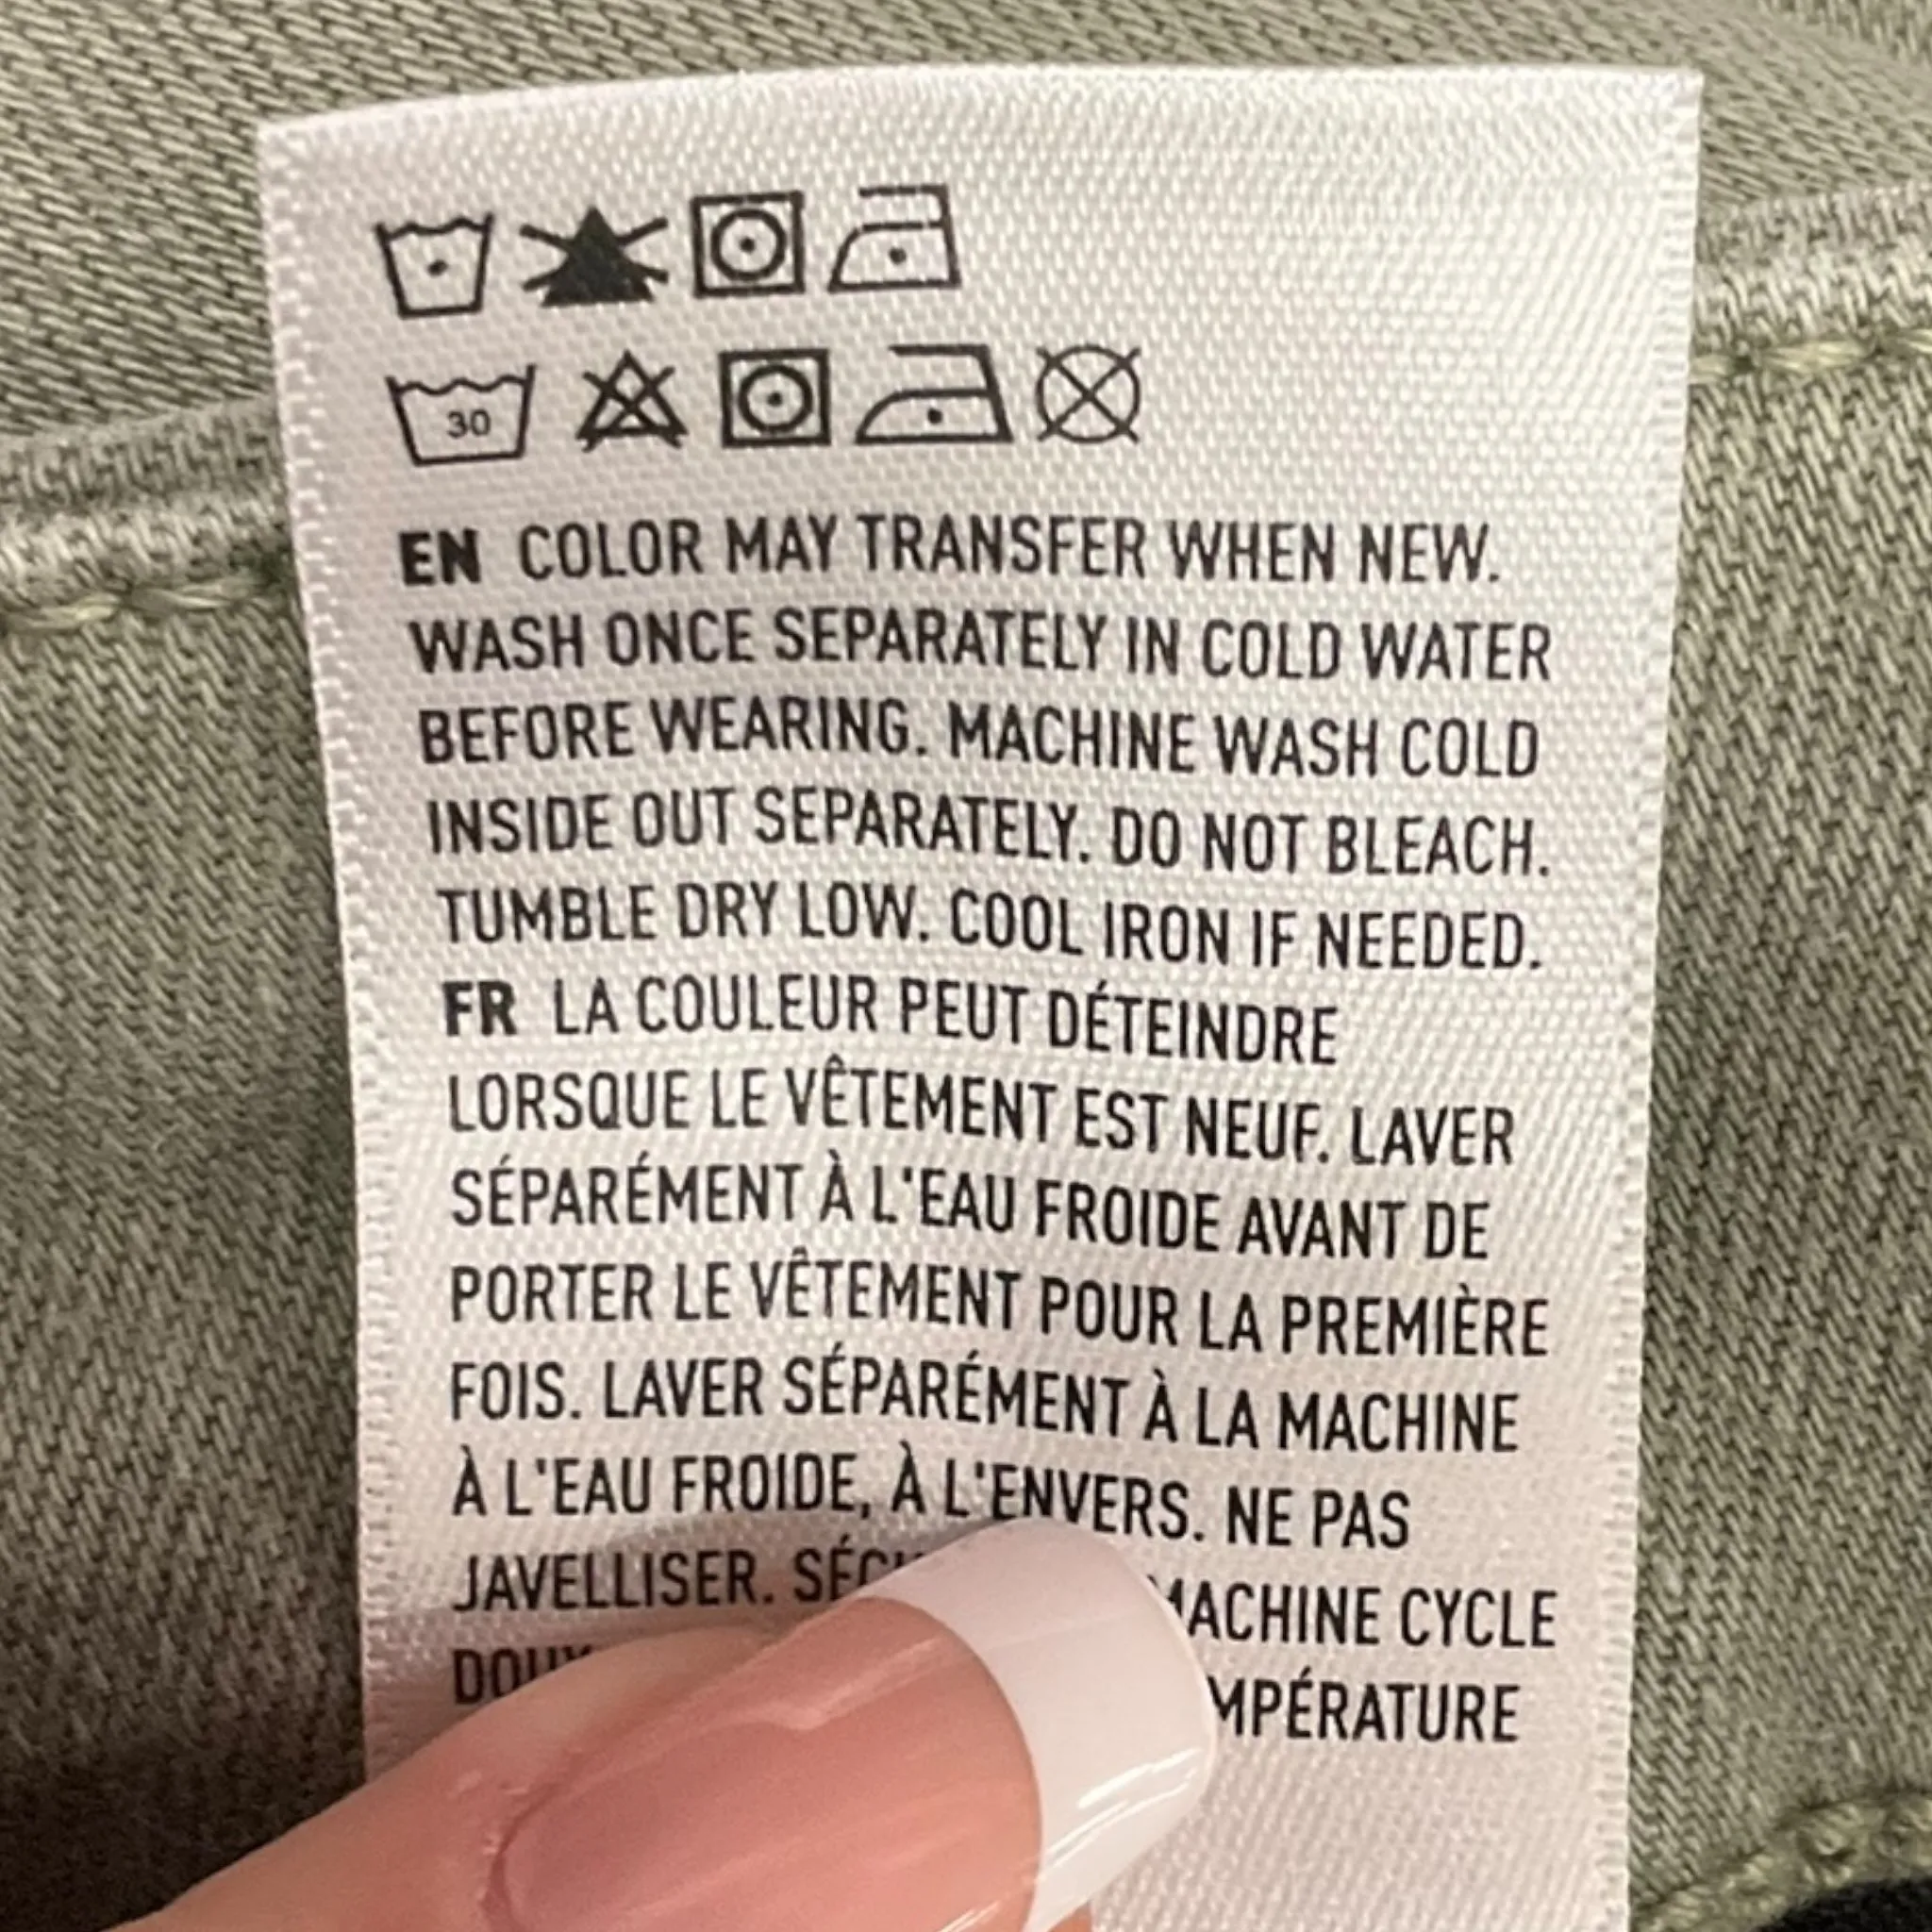 30
EN COLOR MAY TRANSFER WHEN NEW.
WASH ONCE SEPARATELY IN COLD WATER
BEFORE WEARING. MACHINE WASH COLD
INSIDE OUT SEPARATELY. DO NOT BLEACH.
TUMBLE DRY LOW. COOL IRON IF NEEDED.
FR LA COULEUR PEUT DÉTEINDRE
LORSQUE LE VÊTEMENT EST NEUF. LAVER
SÉPARÉMENT À L'EAU FROIDE AVANT DE
PORTER LE VÊTEMENT POUR LA PREMIÈRE
FOIS. LAVER SÉPARÉMENT À LA MACHINE
À L'EAU FROIDE, À L'ENVERS. NE PAS
JAVELLISER. MACHINE CYCLE
DOUX